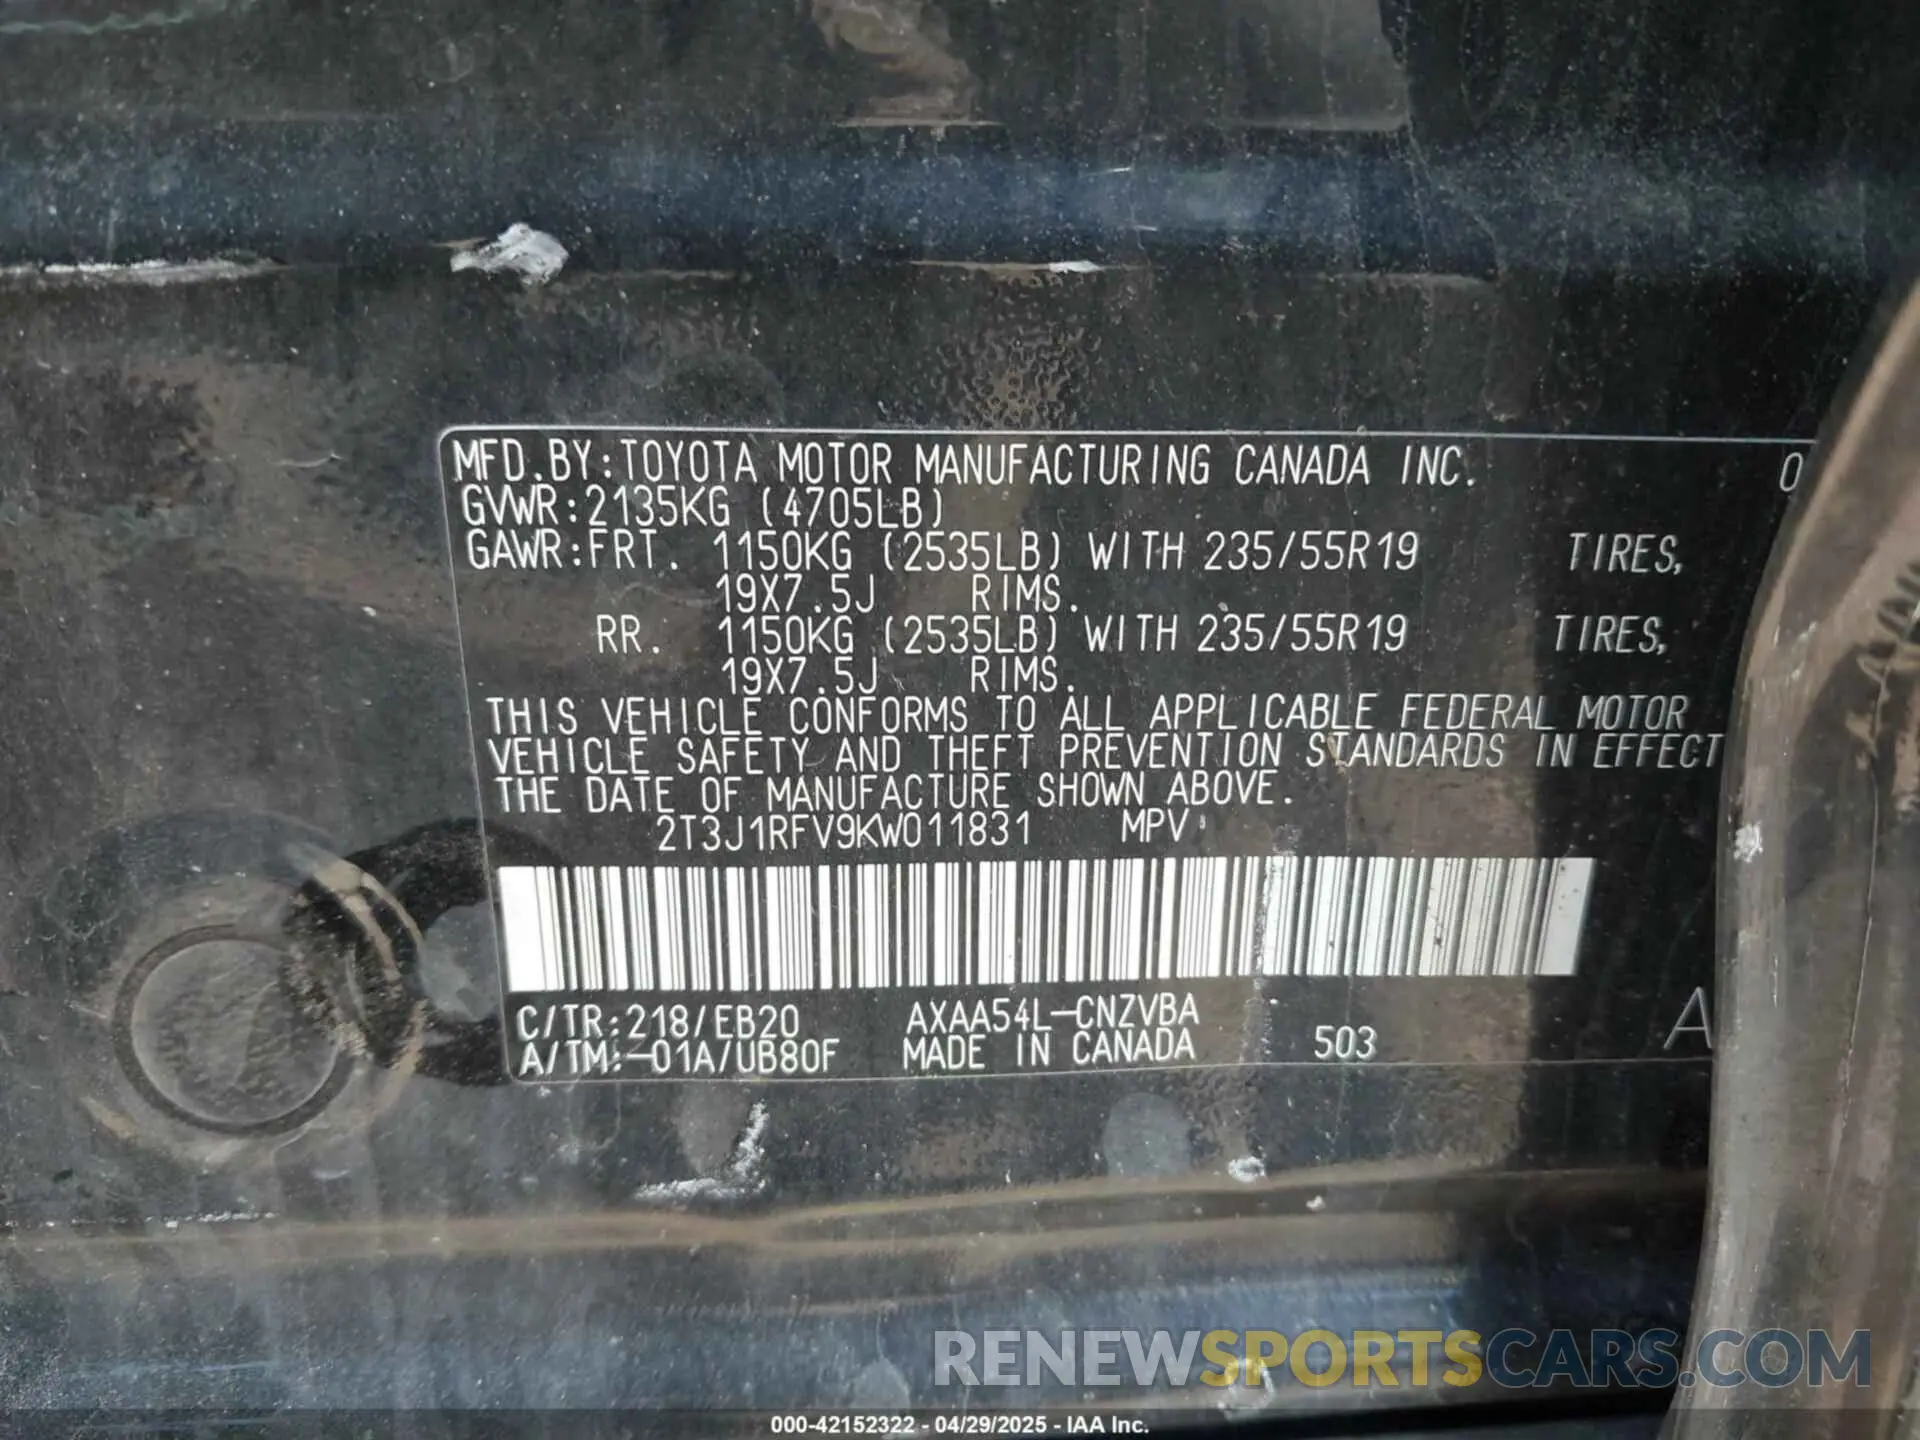 MFD.BY:TOYOTA MOTOR MANUFACTURING CANADA INC. 0
GVWR:2135KG (4705LB)
GAWR:FRT. 1150KG (2535LB) WITH 235/55R19 TIRES,
19X7.5J RIMS.
RR. 1150KG (2535LB) WITH 235/55R19 TIRES,
19X7.5J RIMS.
THIS VEHICLE CONFORMS TO ALL APPLICABLE FEDERAL MOTOR
VEHICLE SAFETY AND THEFT PREVENTION STANDARDS IN EFFECT
THE DATE OF MANUFACTURE SHOWN ABOVE.
2T3J1RFV9KW011831 MPV
C/TR:218/EB20 AXAA54L-CNZVBA
A/TM:-01A/UB80F MADE IN CANADA 503 A
RENEWSPORTSCARS.COM
000-42152322 - 04/29/2025 - IAA Inc.